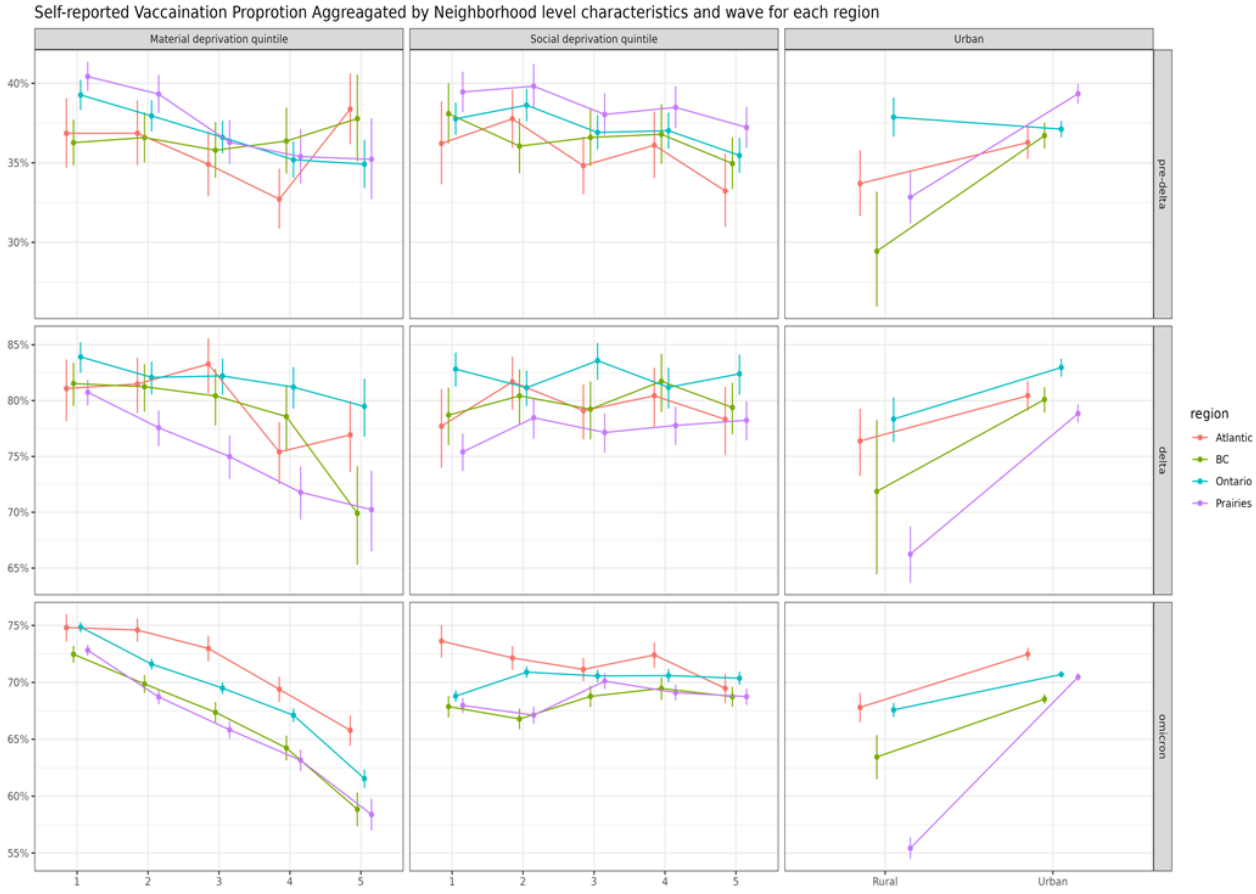 Self-reported Vaccaination Proprotion Aggreagated by Neighborhood level characteristics and wave for each region
Material deprivation quintile
Social deprivation quintile
Urban
40%
35%
30%
pre-delta
85%
80%
75%
70%
65%
delta
75%
70%
65%
60%
55%
omicron
1 2 3 4 5
1 2 3 4 5
Rural Urban
region
Atlantic
BC
Ontario
Prairies